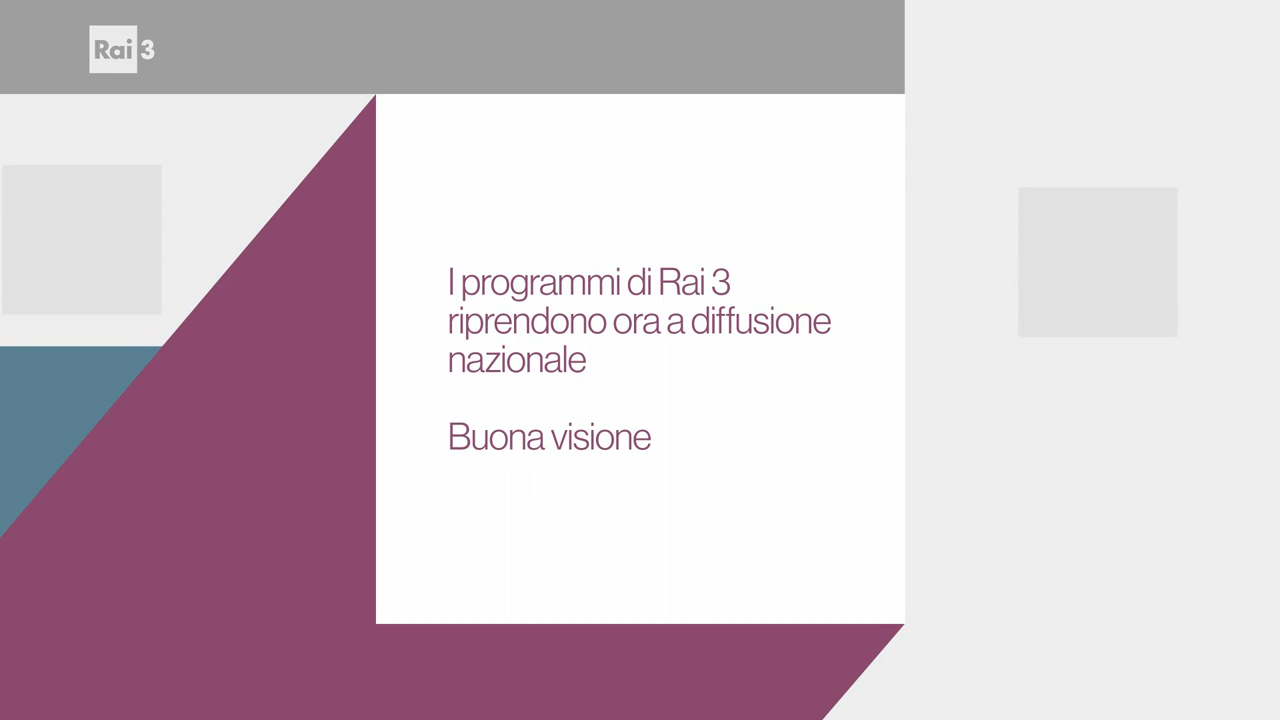 Rai 3
I programmi di Rai 3
riprendono ora a diffusione
nazionale
Buona visione